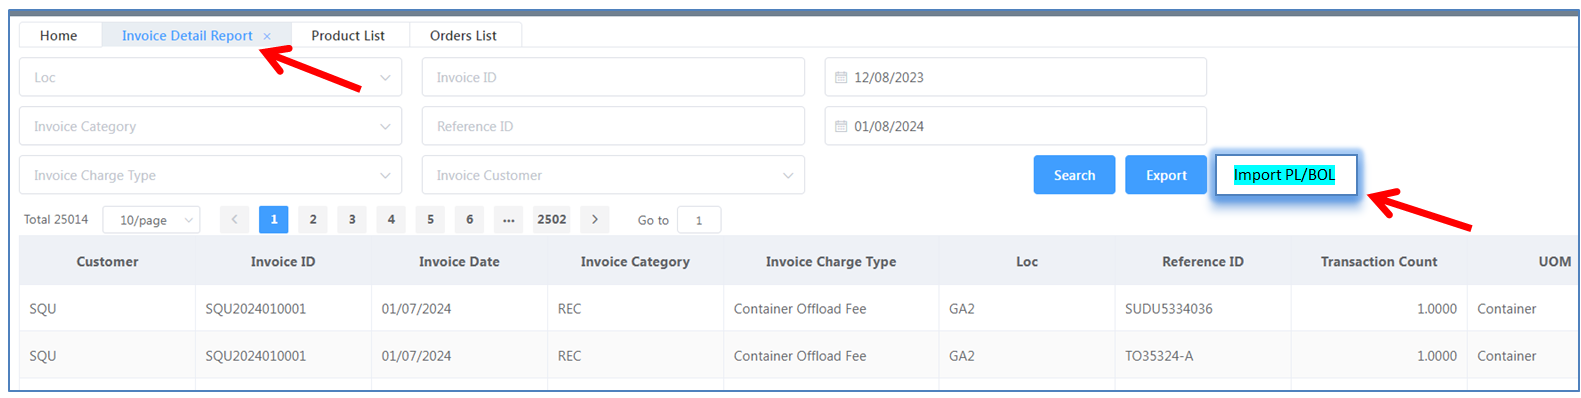 Home Invoice Detail Report × Product List Orders List
Loc Invoice ID 12/08/2023
Invoice Category Reference ID 01/08/2024
Invoice Charge Type Invoice Customer Search Export Import PL/BOL
Total 25014 10/page < 1 2 3 4 5 6 ••• 2502 > Go to 1
Customer Invoice ID Invoice Date Invoice Category Invoice Charge Type Loc Reference ID Transaction Count UOM
SQU SQU2024010001 01/07/2024 REC Container Offload Fee GA2 SUDU5334036 1.0000 Container
SQU SQU2024010001 01/07/2024 REC Container Offload Fee GA2 TO35324-A 1.0000 Container